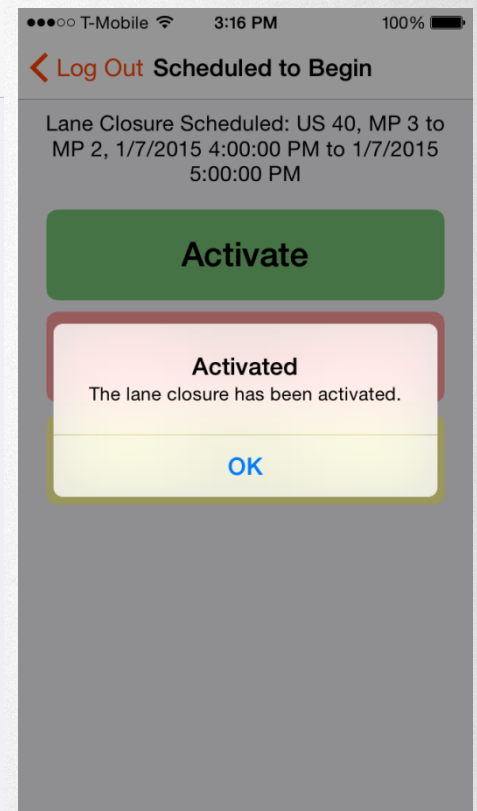 T-Mobile 3:16 PM 100%
Log Out Scheduled to Begin
Lane Closure Scheduled: US 40, MP 3 to
MP 2, 1/7/2015 4:00:00 PM to 1/7/2015
5:00:00 PM
Activate
Activated
The lane closure has been activated.
OK